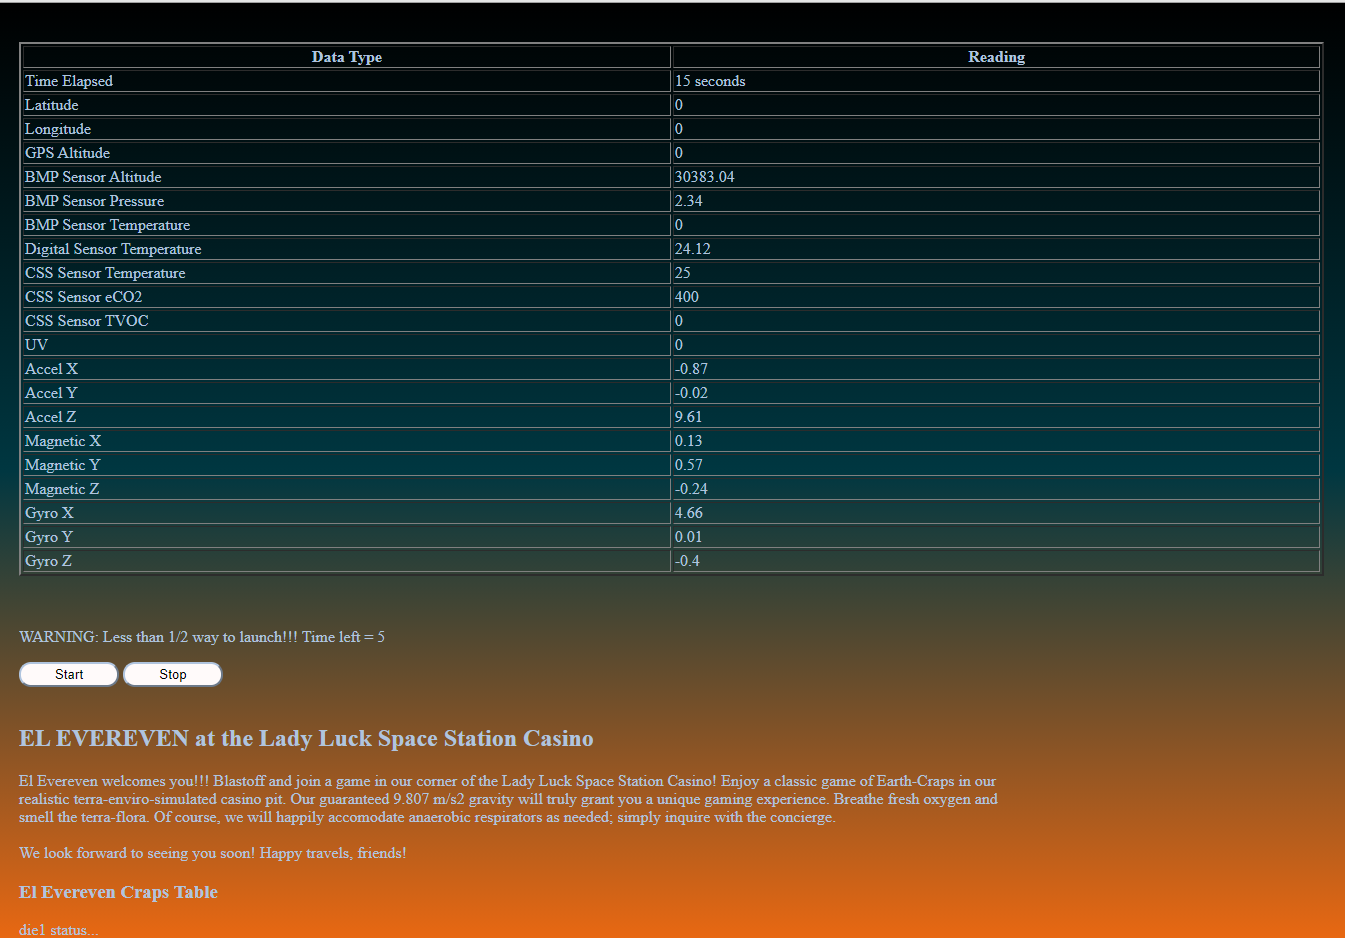 Data Type Reading
Time Elapsed 15 seconds
Latitude 0
Longitude 0
GPS Altitude 0
BMP Sensor Altitude 30383.04
BMP Sensor Pressure 2.34
BMP Sensor Temperature 0
Digital Sensor Temperature 24.12
CSS Sensor Temperature 25
CSS Sensor eCO2 400
CSS Sensor TVOC 0
UV 0
Accel X -0.87
Accel Y -0.02
Accel Z 9.61
Magnetic X 0.13
Magnetic Y 0.57
Magnetic Z -0.24
Gyro X 4.66
Gyro Y 0.01
Gyro Z -0.4
WARNING: Less than 1/2 way to launch!!! Time left = 5
Start Stop
EL EVEREVEN at the Lady Luck Space Station Casino
El Evereven welcomes you!!! Blastoff and join a game in our corner of the Lady Luck Space Station Casino! Enjoy a classic game of Earth-Craps in our
realistic terra-enviro-simulated casino pit. Our guaranteed 9.807 m/s2 gravity will truly grant you a unique gaming experience. Breathe fresh oxygen and
smell the terra-flora. Of course, we will happily accomodate anaerobic respirators as needed; simply inquire with the concierge.
We look forward to seeing you soon! Happy travels, friends!
El Evereven Craps Table
die1 status...